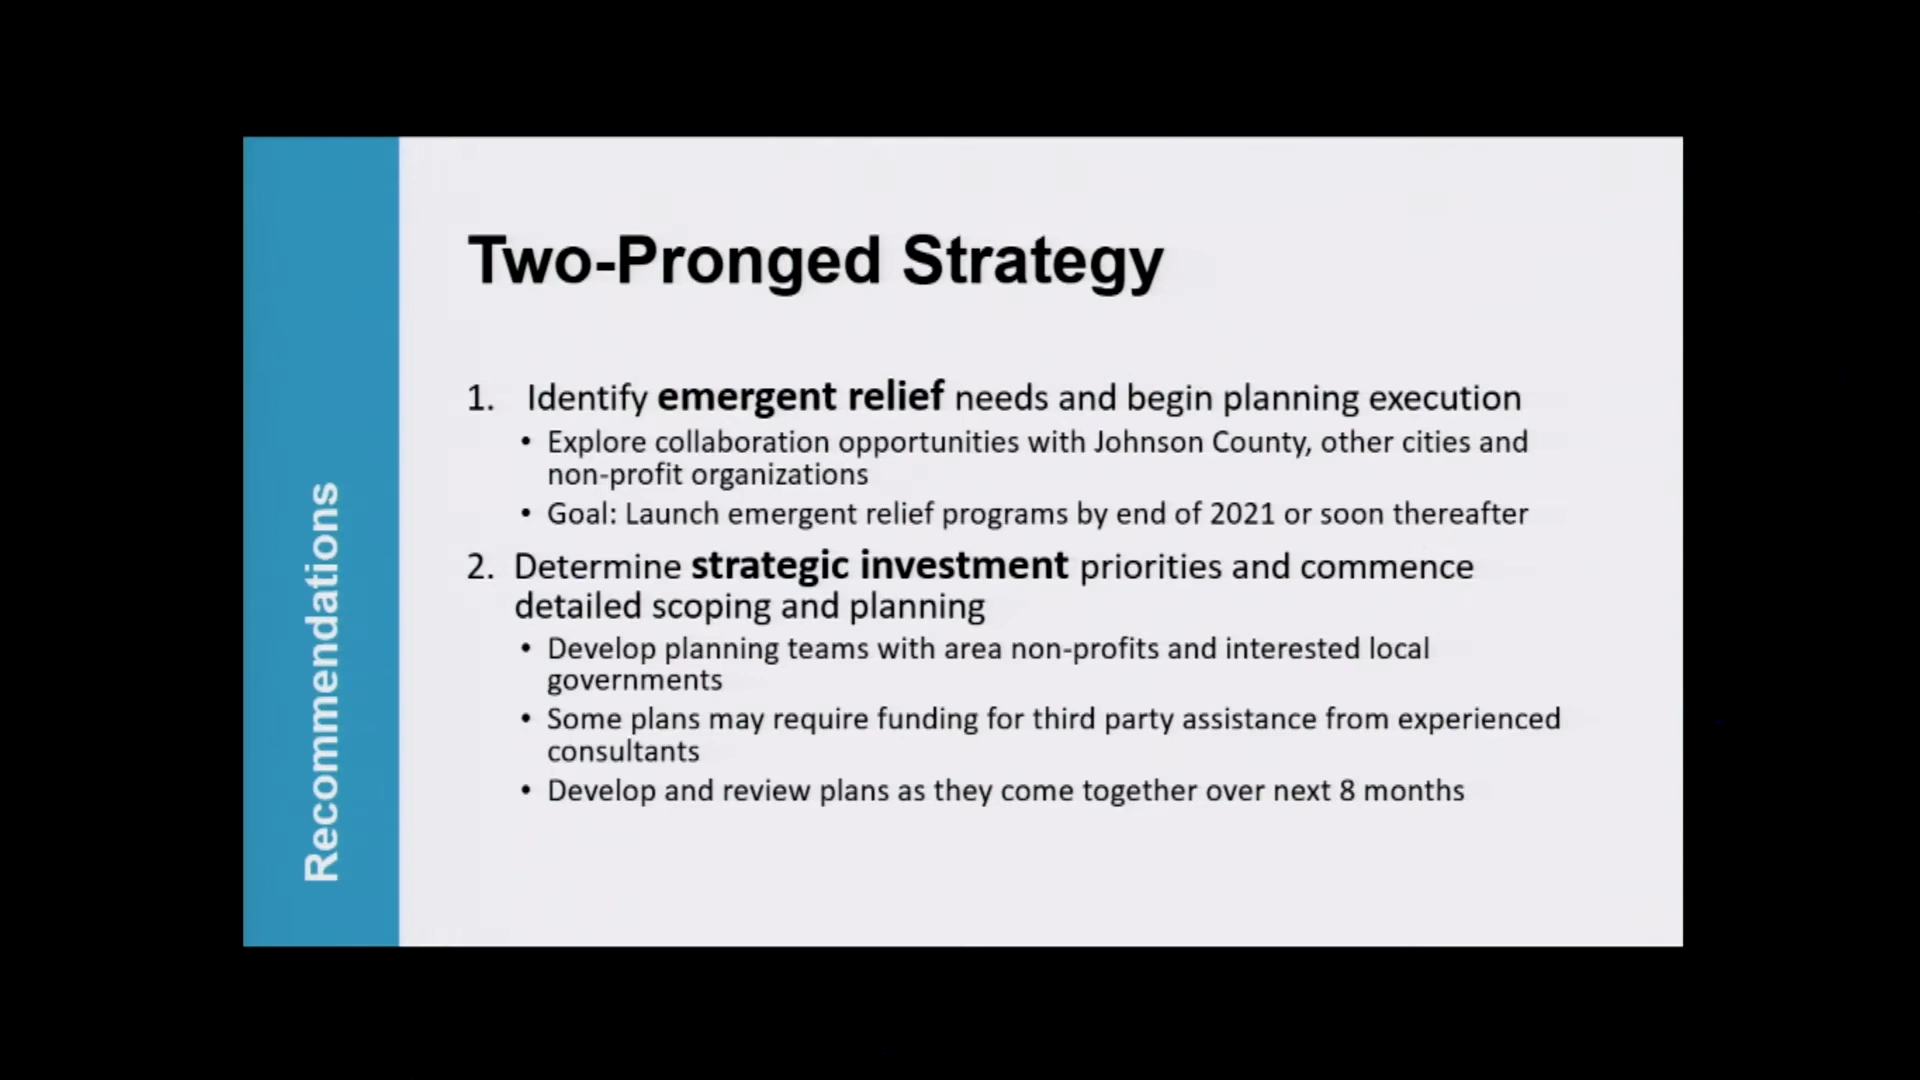 Recommendations
Two-Pronged Strategy
1. Identify emergent relief needs and begin planning execution
• Explore collaboration opportunities with Johnson County, other cities and
non-profit organizations
• Goal: Launch emergent relief programs by end of 2021 or soon thereafter
2. Determine strategic investment priorities and commence
detailed scoping and planning
• Develop planning teams with area non-profits and interested local
governments
• Some plans may require funding for third party assistance from experienced
consultants
• Develop and review plans as they come together over next 8 months